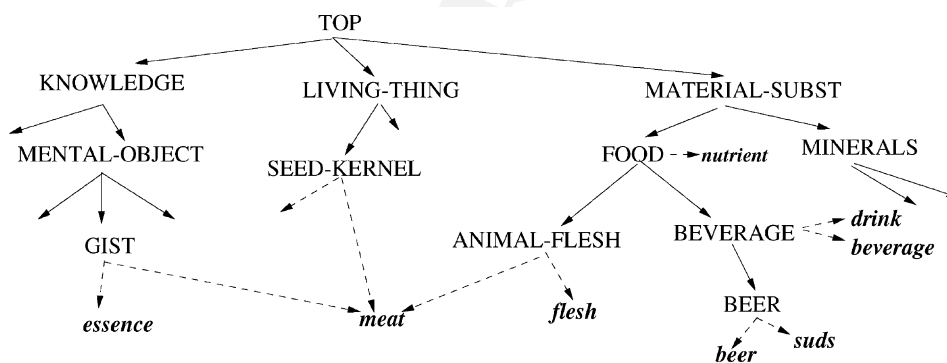 TOP
KNOWLEDGE
LIVING-THING
MATERIAL-SUBST
MENTAL-OBJECT
SEED-KERNEL
FOOD
nutrient
MINERALS
GIST
ANIMAL-FLESH
BEVERAGE
drink
beverage
essence
meat
flesh
BEER
beer
suds